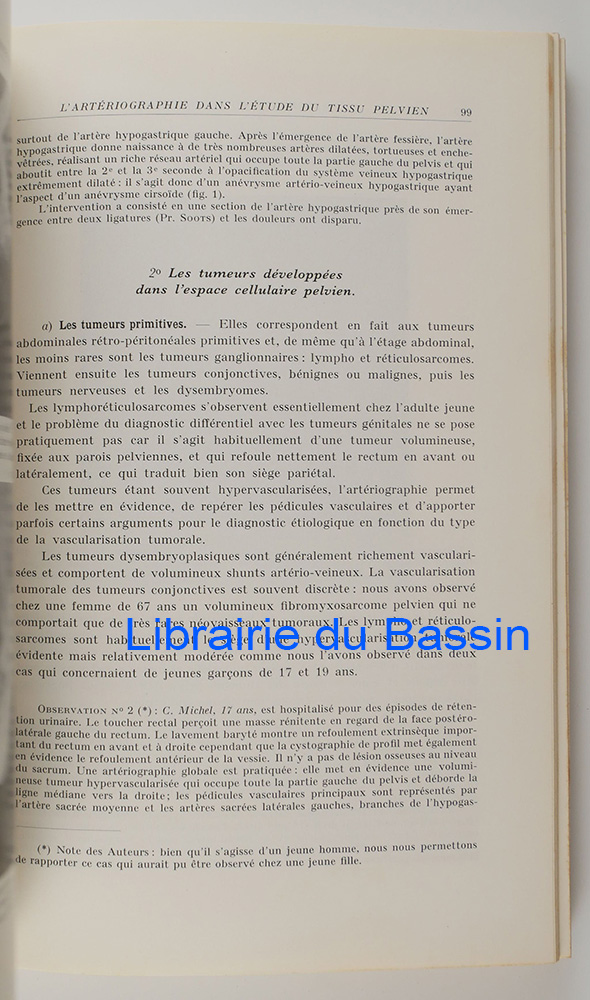 L'ARTÉRIOGRAPHIE DANS L'ÉTUDE DU TISSU PELVIEN 99
surtout de l'artère hypogastrique gauche. Après l'émergence de l'artère fessière, l'artère
hypogastrique donne naissance à de très nombreuses artères dilatées, tortueuses et enche-
vêtrées, réalisant un riche réseau artériel qui occupe toute la partie gauche du pelvis et qui
aboutit entre la 2e et la 3e seconde à l'opacification du système veineux hypogastrique
extrêmement dilaté : il s'agit donc d'un anévrysme artério-veineux hypogastrique ayant
l'aspect d'un anévrysme cirsoïde (fig. 1).
L'intervention a consisté en une section de l'artère hypogastrique près de son émer-
gence entre deux ligatures (Pr. SOOTS) et les douleurs ont disparu.
2o Les tumeurs développées
dans l'espace cellulaire pelvien.
a) Les tumeurs primitives. — Elles correspondent en fait aux tumeurs
abdominales rétro-péritonéales primitives et, de même qu'à l'étage abdominal,
les moins rares sont les tumeurs ganglionnaires : lympho et réticulosarcomes.
Viennent ensuite les tumeurs conjonctives, bénignes ou malignes, puis les
tumeurs nerveuses et les dysembryomes.
Les lymphoréticulosarcomes s'observent essentiellement chez l'adulte jeune
et le problème du diagnostic différentiel avec les tumeurs génitales ne se pose
pratiquement pas car il s'agit habituellement d'une tumeur volumineuse,
fixée aux parois pelviennes, et qui refoule nettement le rectum en avant ou
latéralement, ce qui traduit bien son siège pariétal.
Ces tumeurs étant souvent hypervascularisées, l'artériographie permet
de les mettre en évidence, de repérer les pédicules vasculaires et d'apporter
parfois certains arguments pour le diagnostic étiologique en fonction du type
de la vascularisation tumorale.
Les tumeurs dysembryoplasiques sont généralement richement vasculari-
sées et comportent de volumineux shunts artério-veineux. La vascularisation
tumorale des tumeurs conjonctives est souvent discrète : nous avons observé
chez une femme de 67 ans un volumineux fibromyxosarcome pelvien qui ne
comportait que de très rares néovaisseaux tumoraux. Les lympho et réticulo-
sarcomes sont habituellement le siège d'une hypervascularisation
évidente mais relativement modérée comme nous l'avons observé dans deux
cas qui concernaient de jeunes garçons de 17 et 19 ans.
Librairie du Bassin
OBSERVATION No 2 (*) : C. Michel, 17 ans, est hospitalisé pour des épisodes de réten-
tion urinaire. Le toucher rectal perçoit une masse rénitente en regard de la face postéro-
latérale gauche du rectum. Le lavement baryté montre un refoulement extrinsèque impor-
tant du rectum en avant et à droite cependant que la cystographie de profil met également
en évidence le refoulement antérieur de la vessie. Il n'y a pas de lésion osseuse au niveau
du sacrum. Une artériographie globale est pratiquée : elle met en évidence une volumi-
neuse tumeur hypervascularisée qui occupe toute la partie gauche du pelvis et déborde la
ligne médiane vers la droite ; les pédicules vasculaires principaux sont représentés par
l'artère sacrée moyenne et les artères sacrées latérales gauches, branches de l'hypogas-
(*) Note des Auteurs : bien qu'il s'agisse d'un jeune homme, nous nous permettons
de rapporter ce cas qui aurait pu être observé chez une jeune fille.